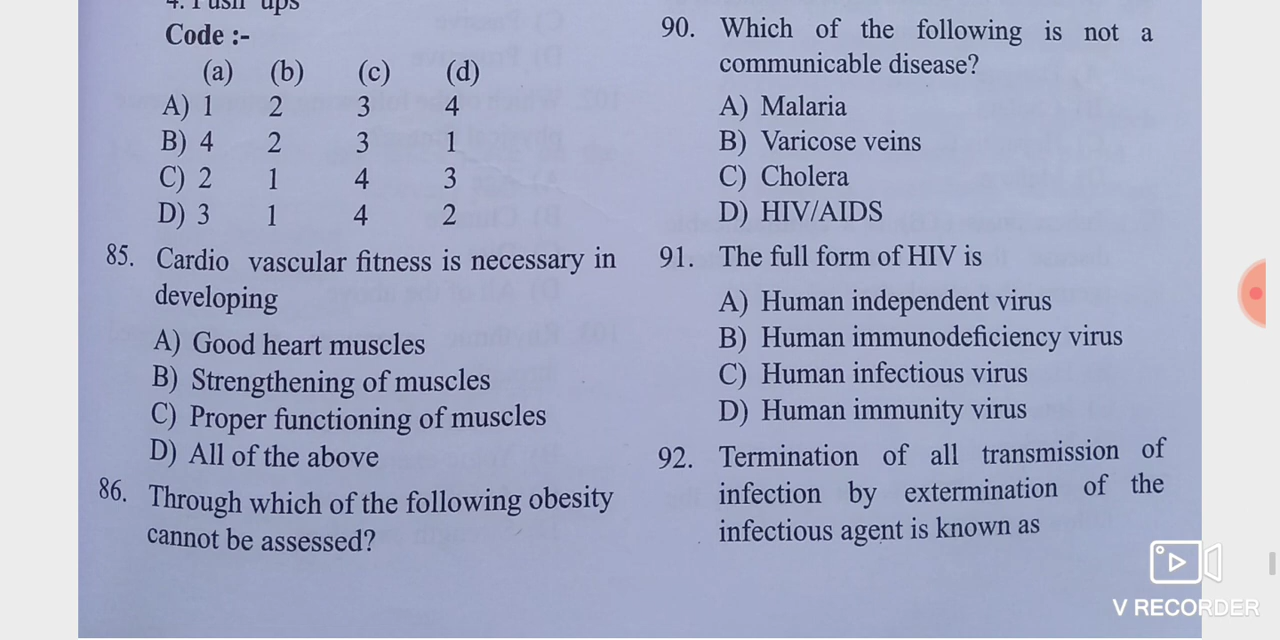 4. Push ups
Code :-
(a) (b) (c) (d)
A) 1 2 3 4
B) 4 2 3 1
C) 2 1 4 3
D) 3 1 4 2
85. Cardio vascular fitness is necessary in
developing
A) Good heart muscles
B) Strengthening of muscles
C) Proper functioning of muscles
D) All of the above
86. Through which of the following obesity
cannot be assessed?
90. Which of the following is not a
communicable disease?
A) Malaria
B) Varicose veins
C) Cholera
D) HIV/AIDS
91. The full form of HIV is
A) Human independent virus
B) Human immunodeficiency virus
C) Human infectious virus
D) Human immunity virus
92. Termination of all transmission of
infection by extermination of the
infectious agent is known as
V RECORDER